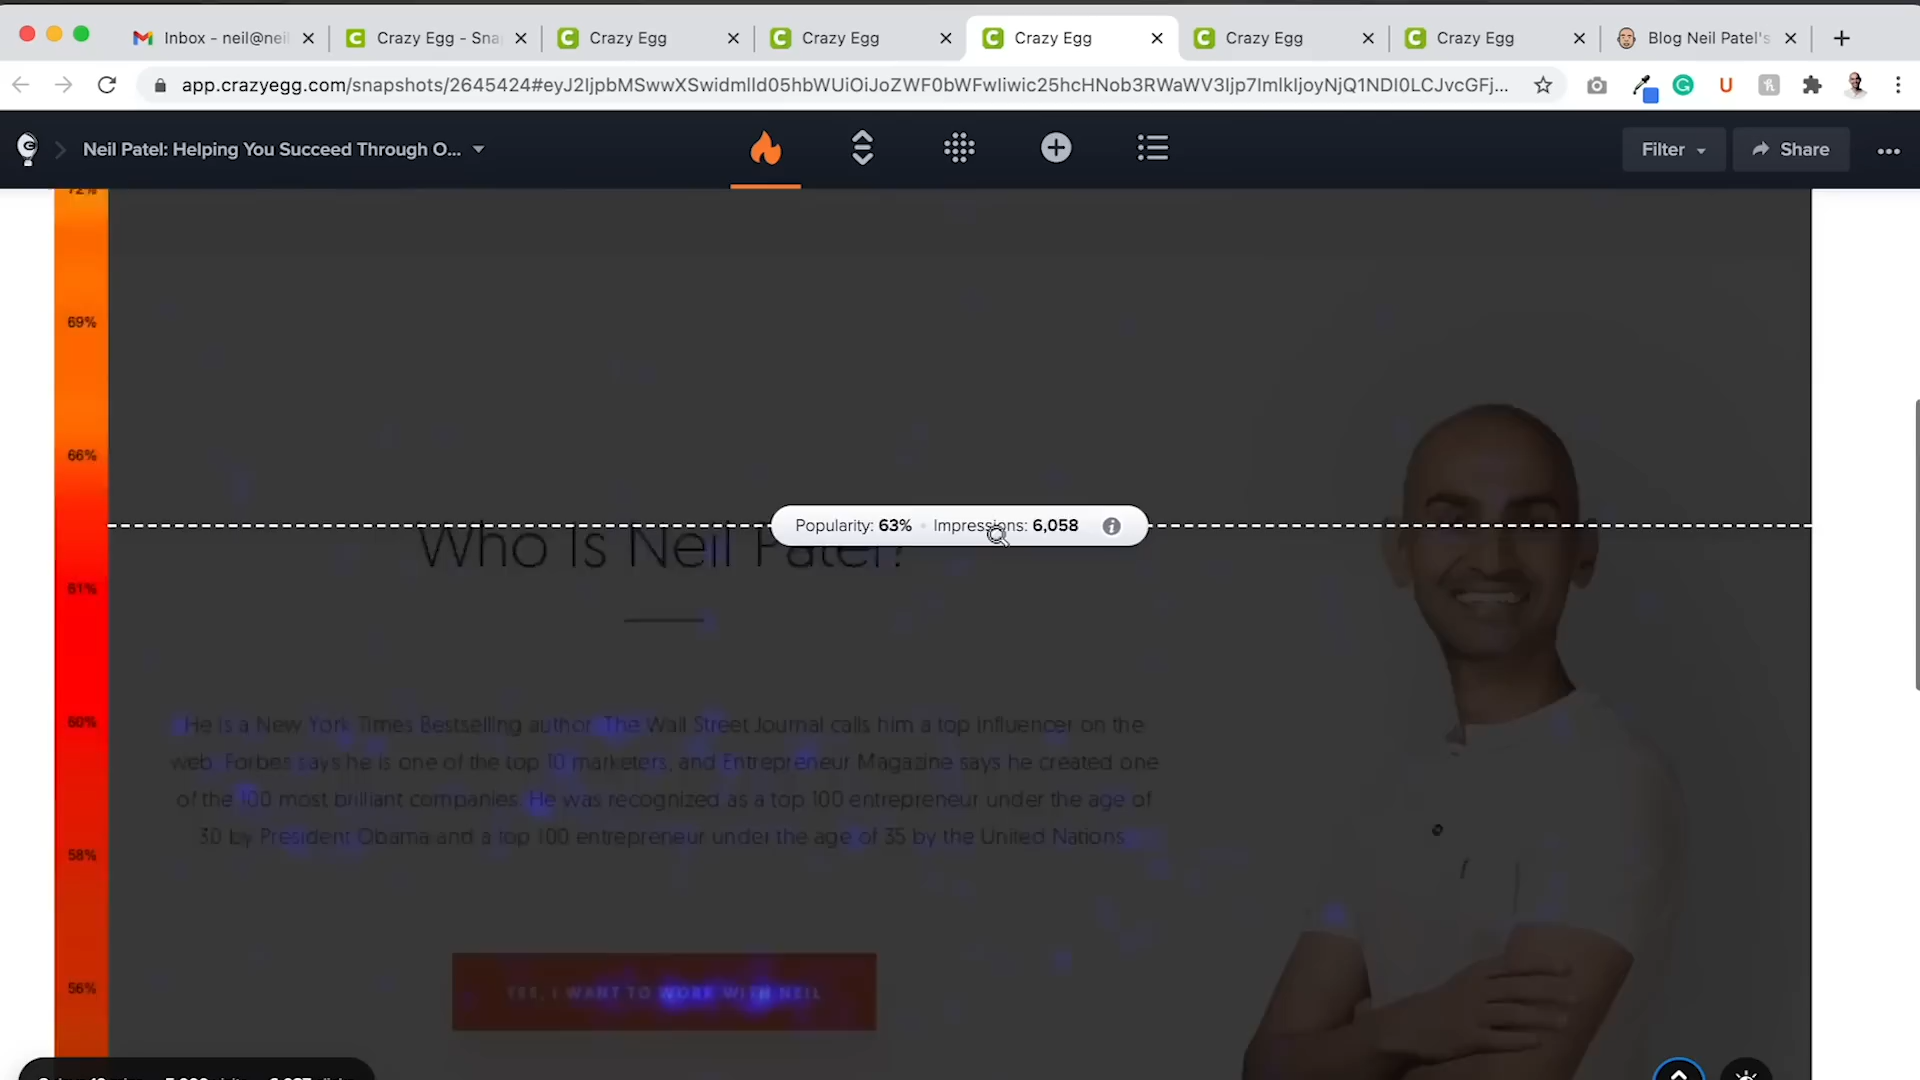 Inbox - neil@neil
Crazy Egg - Sna
Crazy Egg
Crazy Egg
Crazy Egg
Crazy Egg
Crazy Egg
Blog Neil Patel's
app.crazyegg.com/snapshots/2645424#eyJ2IjpbMSwwXSwidmlld05hbWUiOiJoZWF0bWFwIiwic25hcHNob3RWaWV3Ijp7ImlkIjoyNjQ1NDI0LCJvcGFj...
Neil Patel: Helping You Succeed Through O...
Filter
Share
72%
69%
66%
Popularity: 63% Impressions: 6,058
Who Is Neil Patel?
61%
60%
He is a New York Times Bestselling author. The Wall Street Journal calls him a top influencer on the
web, Forbes says he is one of the top 10 marketers, and Entrepreneur Magazine says he created one
of the 100 most brilliant companies. He was recognized as a top 100 entrepreneur under the age of
30 by President Obama and a top 100 entrepreneur under the age of 35 by the United Nations.
58%
56%
YES, I WANT TO WORK WITH NEIL